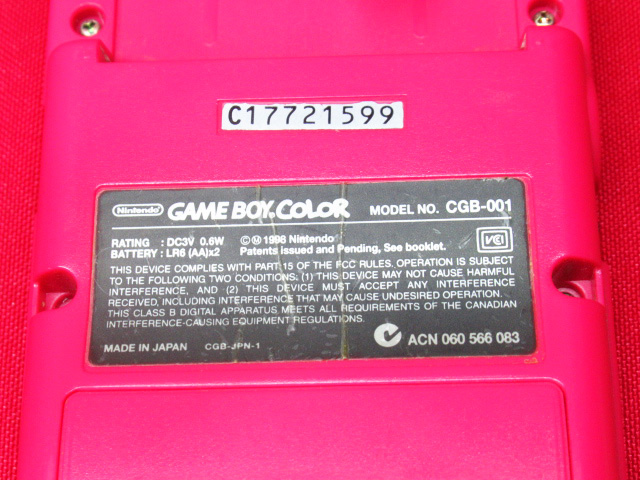 C17721599
Nintendo GAME BOY COLOR MODEL NO. CGB-001
RATING : DC3V 0.6W ©Ⓜ1998 Nintendo
BATTERY : LR6 (AA)x2 Patents issued and Pending, See booklet. VCI
THIS DEVICE COMPLIES WITH PART 15 OF THE FCC RULES, OPERATION IS SUBJECT
TO THE FOLLOWING TWO CONDITIONS; (1) THIS DEVICE MAY NOT CAUSE HARMFUL
INTERFERENCE, AND (2) THIS DEVICE MUST ACCEPT ANY INTERFERENCE
RECEIVED, INCLUDING INTERFERENCE THAT MAY CAUSE UNDESIRED OPERATION.
THIS CLASS B DIGITAL APPARATUS MEETS ALL REQUIREMENTS OF THE CANADIAN
INTERFERENCE-CAUSING EQUIPMENT REGULATIONS.
MADE IN JAPAN CGB-JPN-1 ACN 060 566 083